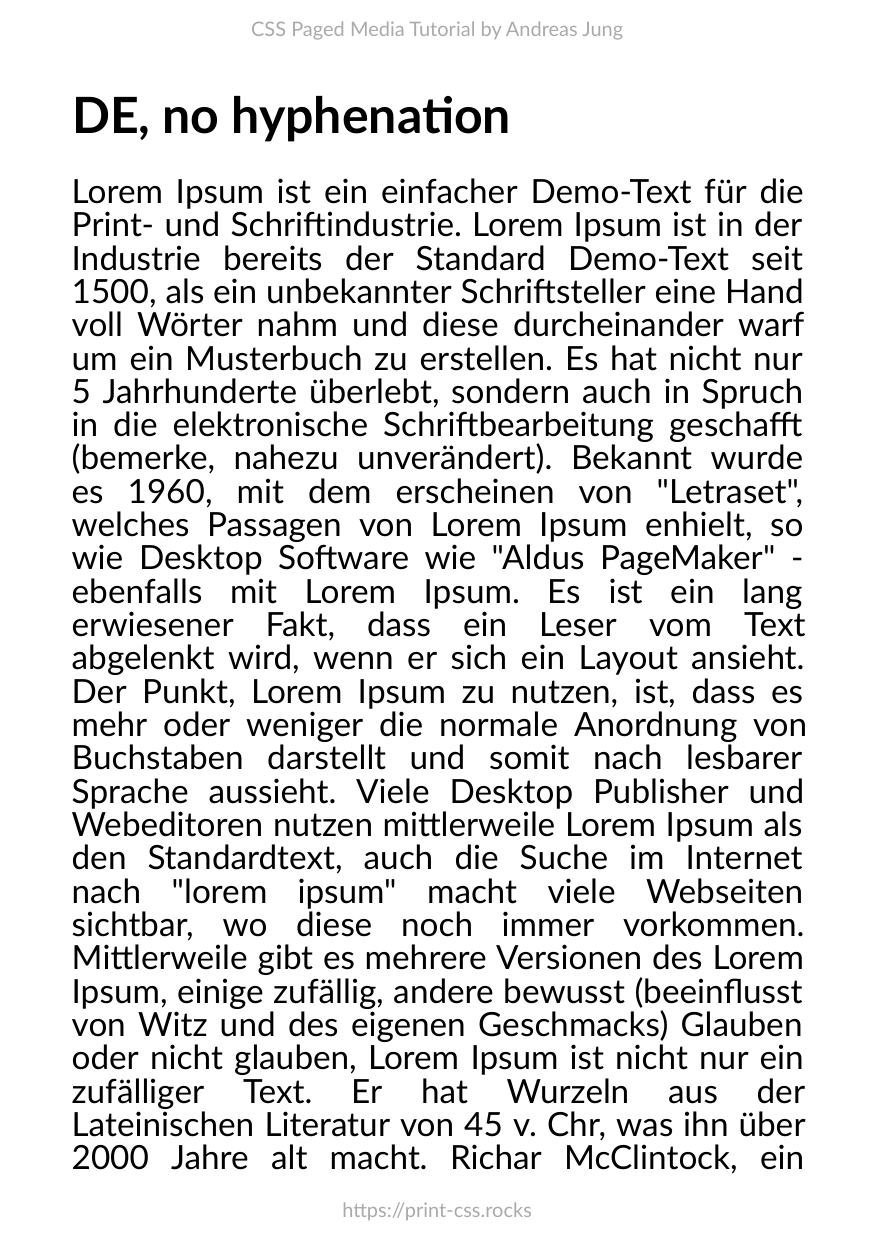 CSS Paged Media Tutorial by Andreas Jung
DE, no hyphenation
Lorem Ipsum ist ein einfacher Demo-Text für die
Print- und Schriftindustrie. Lorem Ipsum ist in der
Industrie bereits der Standard Demo-Text seit
1500, als ein unbekannter Schriftsteller eine Hand
voll Wörter nahm und diese durcheinander warf
um ein Musterbuch zu erstellen. Es hat nicht nur
5 Jahrhunderte überlebt, sondern auch in Spruch
in die elektronische Schriftbearbeitung geschafft
(bemerke, nahezu unverändert). Bekannt wurde
es 1960, mit dem erscheinen von "Letraset",
welches Passagen von Lorem Ipsum enhielt, so
wie Desktop Software wie "Aldus PageMaker" -
ebenfalls mit Lorem Ipsum. Es ist ein lang
erwiesener Fakt, dass ein Leser vom Text
abgelenkt wird, wenn er sich ein Layout ansieht.
Der Punkt, Lorem Ipsum zu nutzen, ist, dass es
mehr oder weniger die normale Anordnung von
Buchstaben darstellt und somit nach lesbarer
Sprache aussieht. Viele Desktop Publisher und
Webeditoren nutzen mittlerweile Lorem Ipsum als
den Standardtext, auch die Suche im Internet
nach "lorem ipsum" macht viele Webseiten
sichtbar, wo diese noch immer vorkommen.
Mittlerweile gibt es mehrere Versionen des Lorem
Ipsum, einige zufällig, andere bewusst (beeinflusst
von Witz und des eigenen Geschmacks) Glauben
oder nicht glauben, Lorem Ipsum ist nicht nur ein
zufälliger Text. Er hat Wurzeln aus der
Lateinischen Literatur von 45 v. Chr, was ihn über
2000 Jahre alt macht. Richar McClintock, ein
https://print-css.rocks